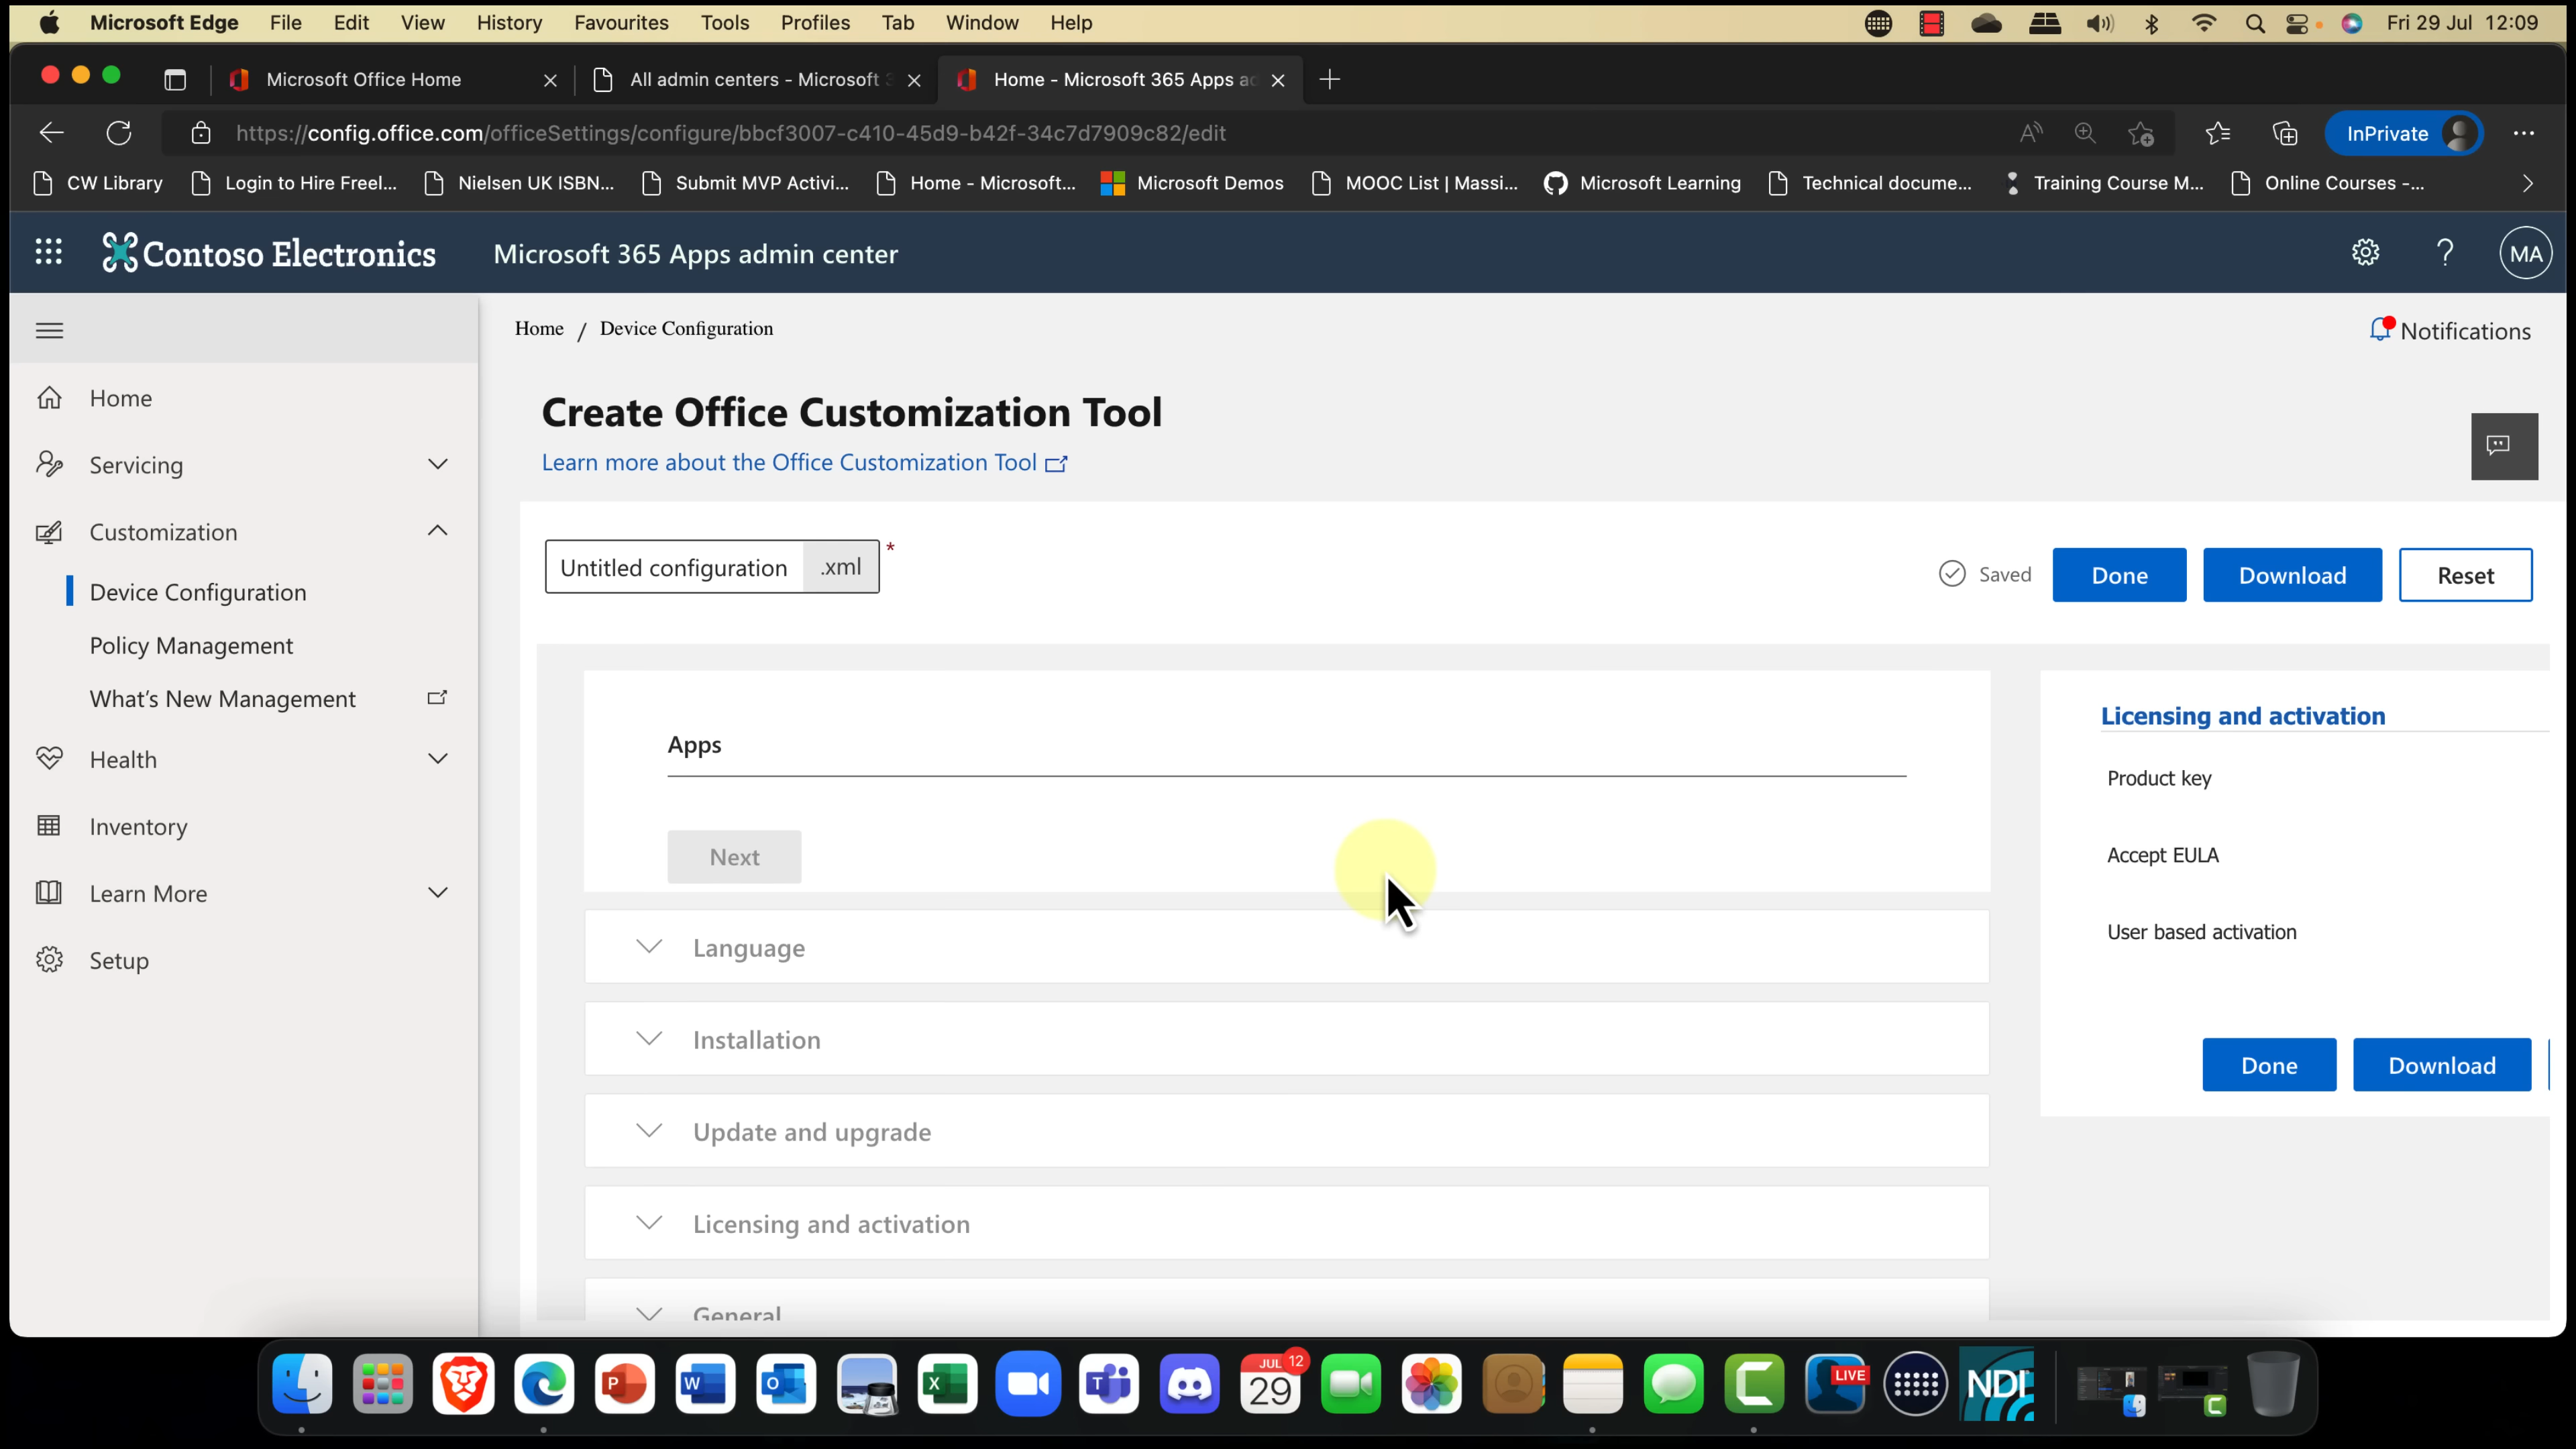 Microsoft Edge File Edit View History Favourites Tools Profiles Tab Window Help Fri 29 Jul 12:09
Microsoft Office Home All admin centers - Microsoft 3 Home - Microsoft 365 Apps ad
https://config.office.com/officeSettings/configure/bbcf3007-c410-45d9-b42f-34c7d7909c82/edit InPrivate
CW Library Login to Hire Freel... Nielsen UK ISBN... Submit MVP Activi... Home - Microsoft... Microsoft Demos MOOC List | Massi... Microsoft Learning Technical docume... Training Course M... Online Courses -...
Contoso Electronics Microsoft 365 Apps admin center ? MA
Home / Device Configuration Notifications
Home
Servicing
Customization
Device Configuration
Policy Management
What's New Management
Health
Inventory
Learn More
Setup
Create Office Customization Tool
Learn more about the Office Customization Tool
Untitled configuration .xml * Saved Done Download Reset
Apps
Next
Language
Installation
Update and upgrade
Licensing and activation
General
Licensing and activation
Product key
Accept EULA
User based activation
Done Download
JUL 12
29
LIVE
NDI